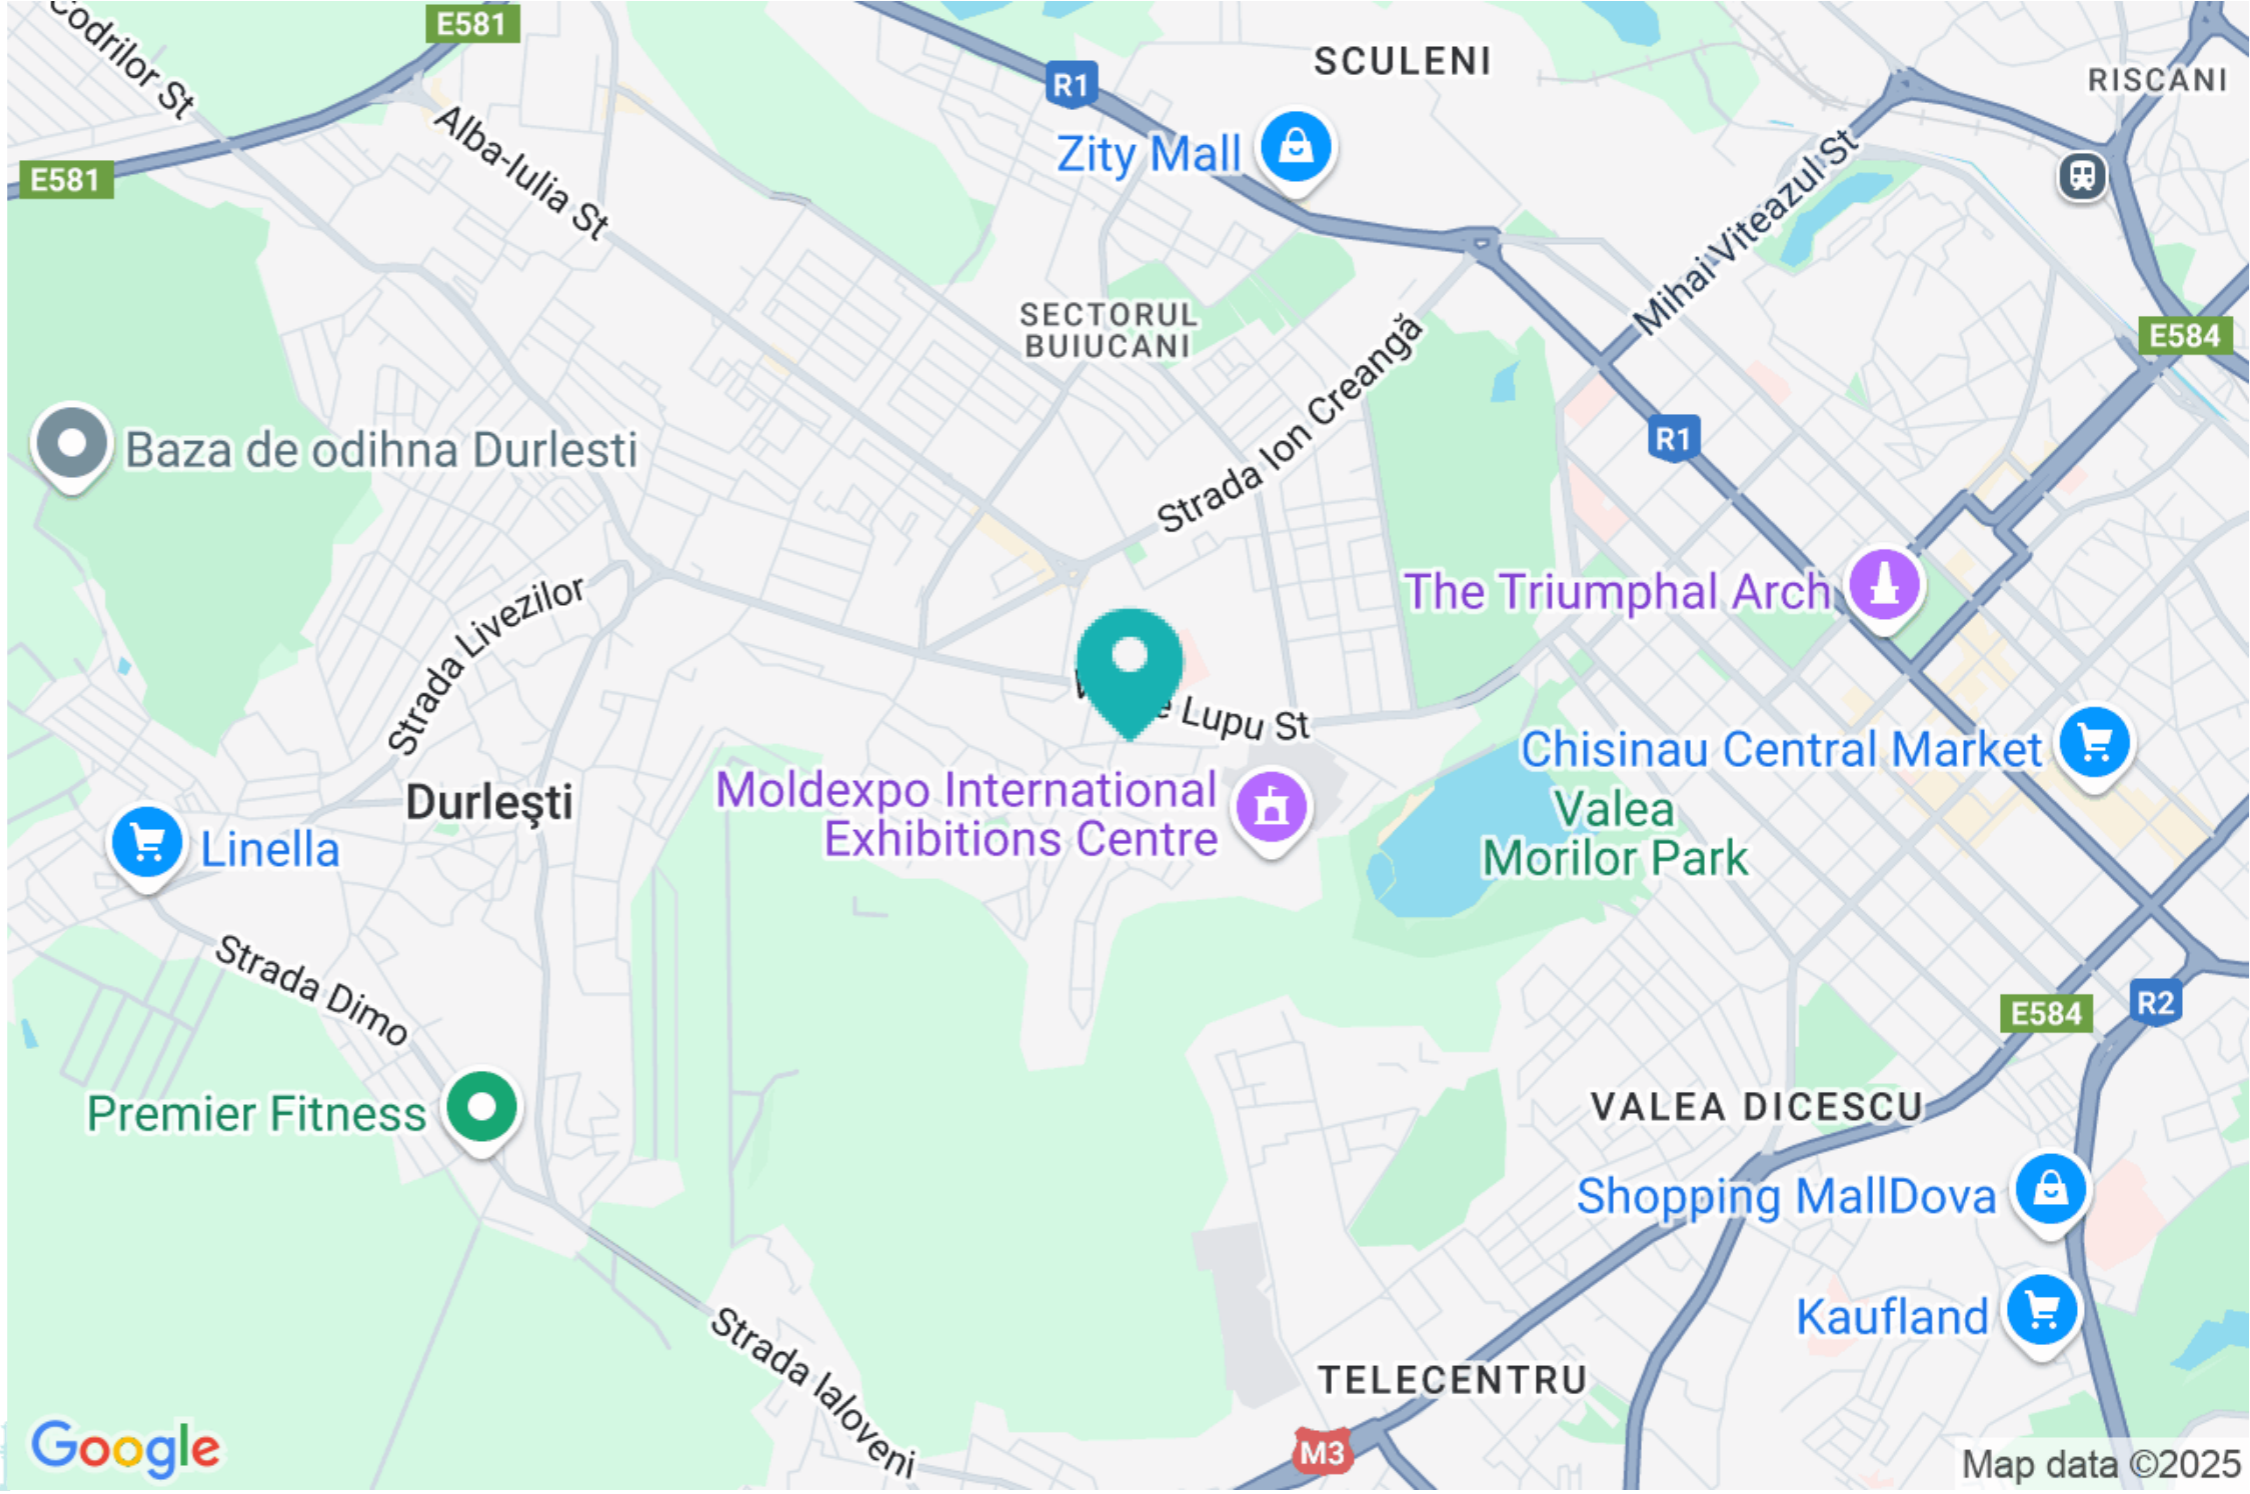 Codrilor St
E581
R1
SCULENI
RISCANI
Zity Mall
Alba-Iulia St
E581
Mihai Viteazul St
SECTORUL
BUIUCANI
E584
Strada Ion Creangă
R1
Baza de odihna Durlesti
The Triumphal Arch
Strada Livezilor
Lupu St
Chisinau Central Market
Moldexpo International
Exhibitions Centre
Durleşti
Valea
Morilor Park
Linella
Strada Dimo
E584
R2
Premier Fitness
VALEA DICESCU
Shopping MallDova
Kaufland
Strada Ialoveni
TELECENTRU
M3
Google
Map data ©2025